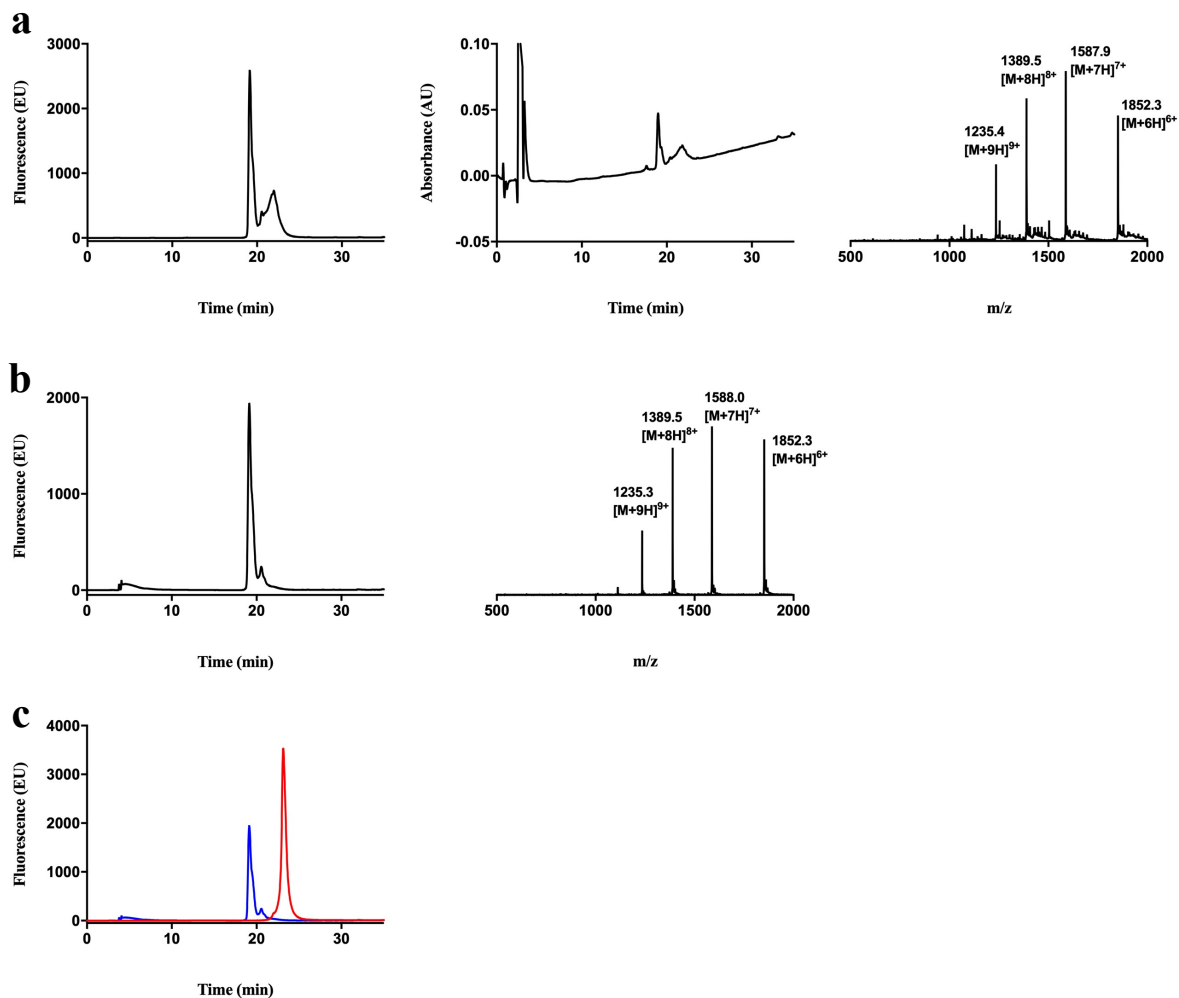 a
3000
2000
1000
0
Fluorescence (EU)
0
10
20
30
Time (min)
0.10
0.05
0.00
-0.05
Absorbance (AU)
0
10
20
30
Time (min)
1235.4
[M+9H]9+
1389.5
[M+8H]8+
1587.9
[M+7H]7+
1852.3
[M+6H]6+
500
1000
1500
2000
m/z
b
2000
1000
0
Fluorescence (EU)
0
10
20
30
Time (min)
1235.3
[M+9H]9+
1389.5
[M+8H]8+
1588.0
[M+7H]7+
1852.3
[M+6H]6+
500
1000
1500
2000
m/z
c
4000
3000
2000
1000
0
Fluorescence (EU)
0
10
20
30
Time (min)